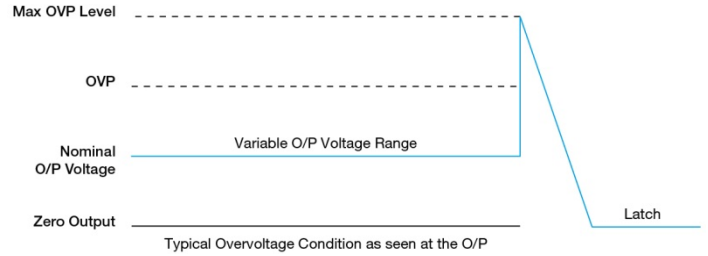 Max OVP Level
OVP
Variable O/P Voltage Range
Nominal
O/P Voltage
Zero Output
Latch
Typical Overvoltage Condition as seen at the O/P